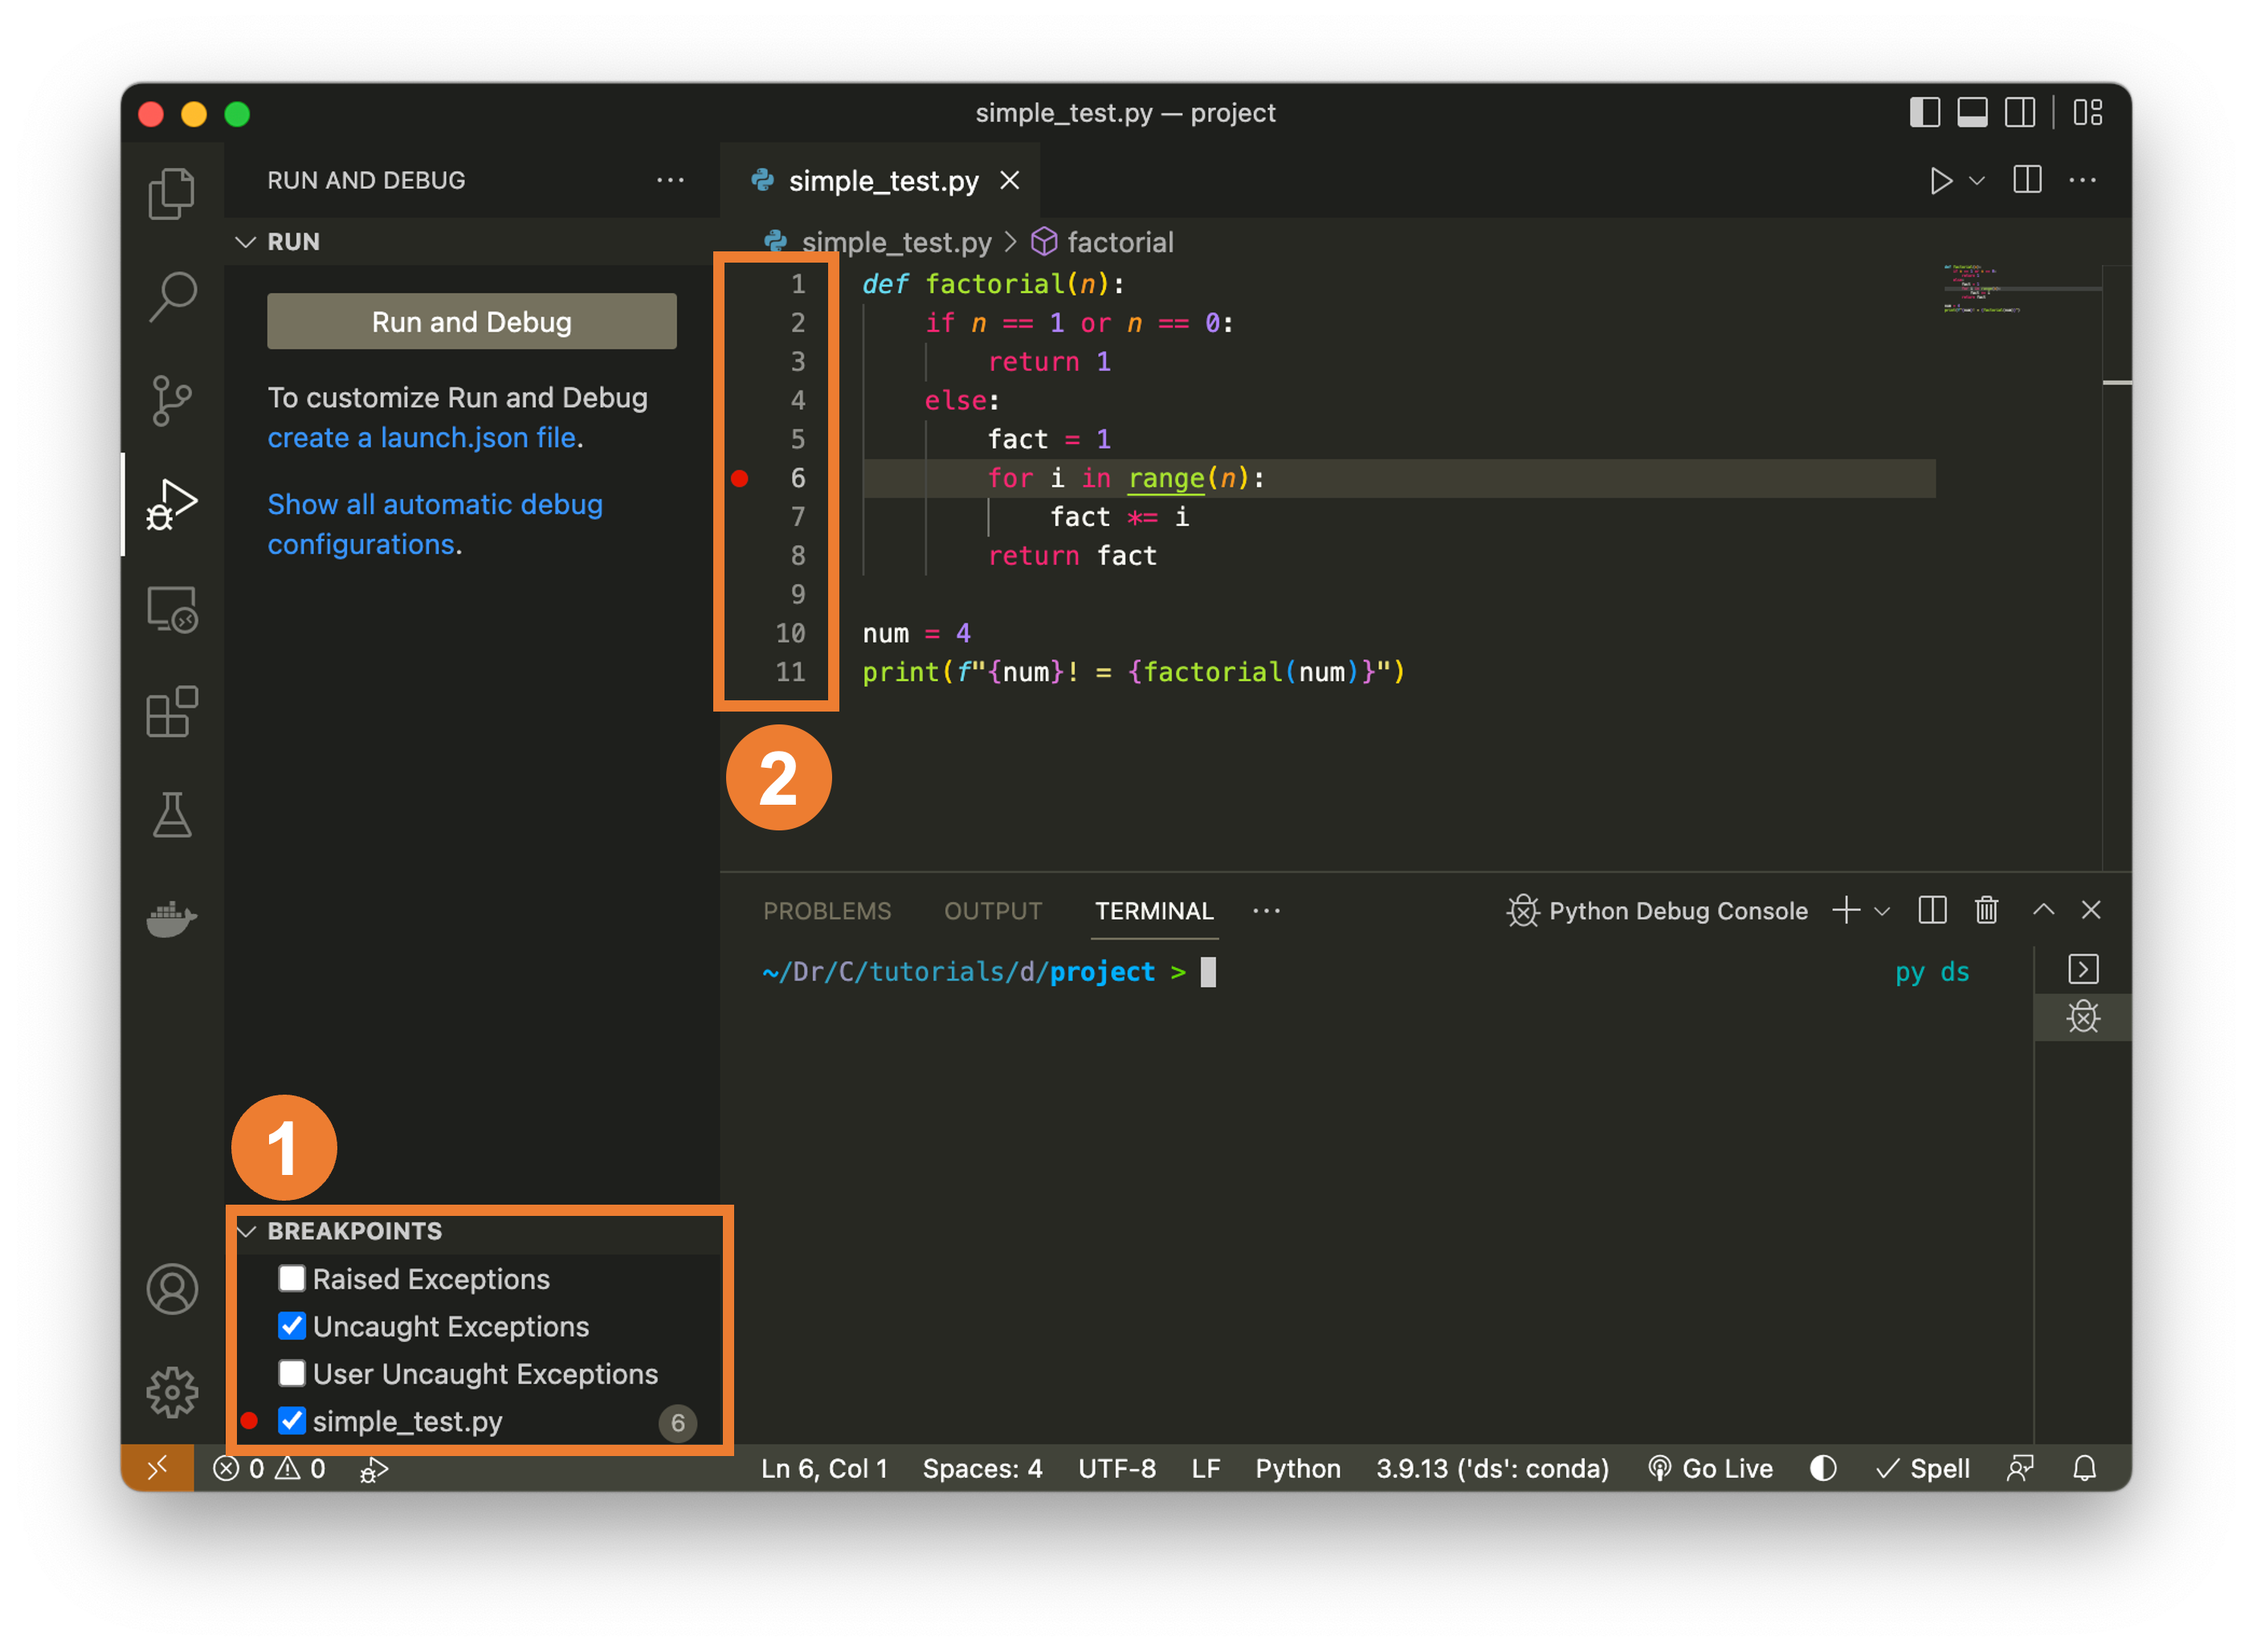 simple_test.py — project
RUN AND DEBUG
RUN
Run and Debug
To customize Run and Debug
create a launch.json file.
Show all automatic debug
configurations.
simple_test.py
simple_test.py > factorial
1 def factorial(n):
2 if n == 1 or n == 0:
3 return 1
4 else:
5 fact = 1
6 for i in range(n):
7 fact *= i
8 return fact
9
10 num = 4
11 print(f"{num}! = {factorial(num)}")
2
PROBLEMS OUTPUT TERMINAL ··· Python Debug Console
~/Dr/C/tutorials/d/project > py ds
1
BREAKPOINTS
Raised Exceptions
Uncaught Exceptions
User Uncaught Exceptions
simple_test.py 6
0 0 Ln 6, Col 1 Spaces: 4 UTF-8 LF Python 3.9.13 ('ds': conda) Go Live Spell